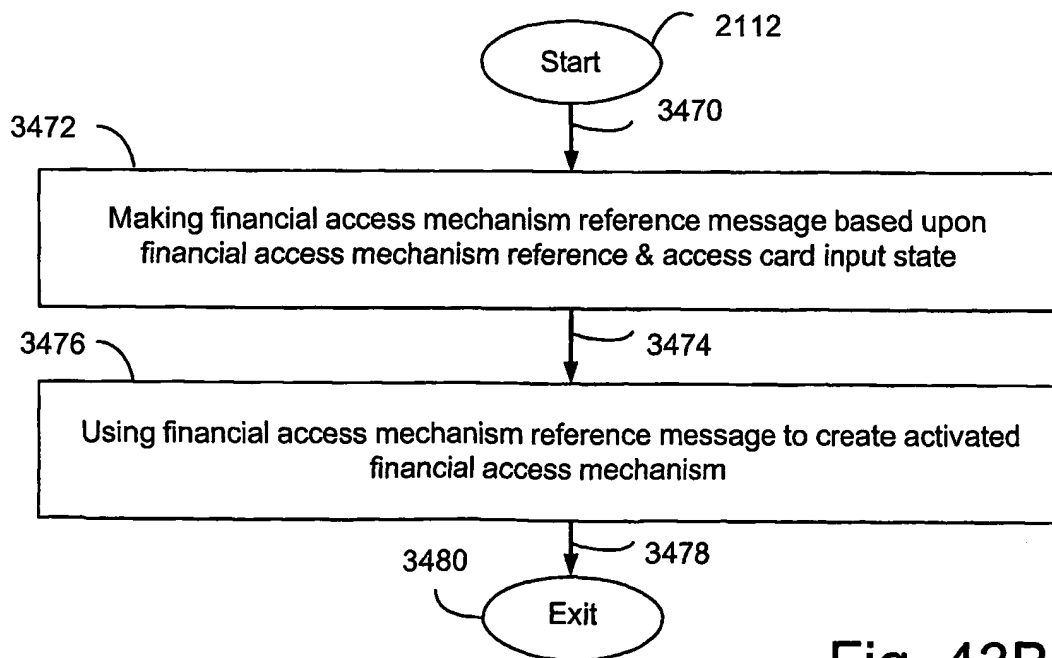 2112
Start
3470
3472
Making financial access mechanism reference message based upon
financial access mechanism reference & access card input state
3474
3476
Using financial access mechanism reference message to create activated
financial access mechanism
3478
3480
Exit